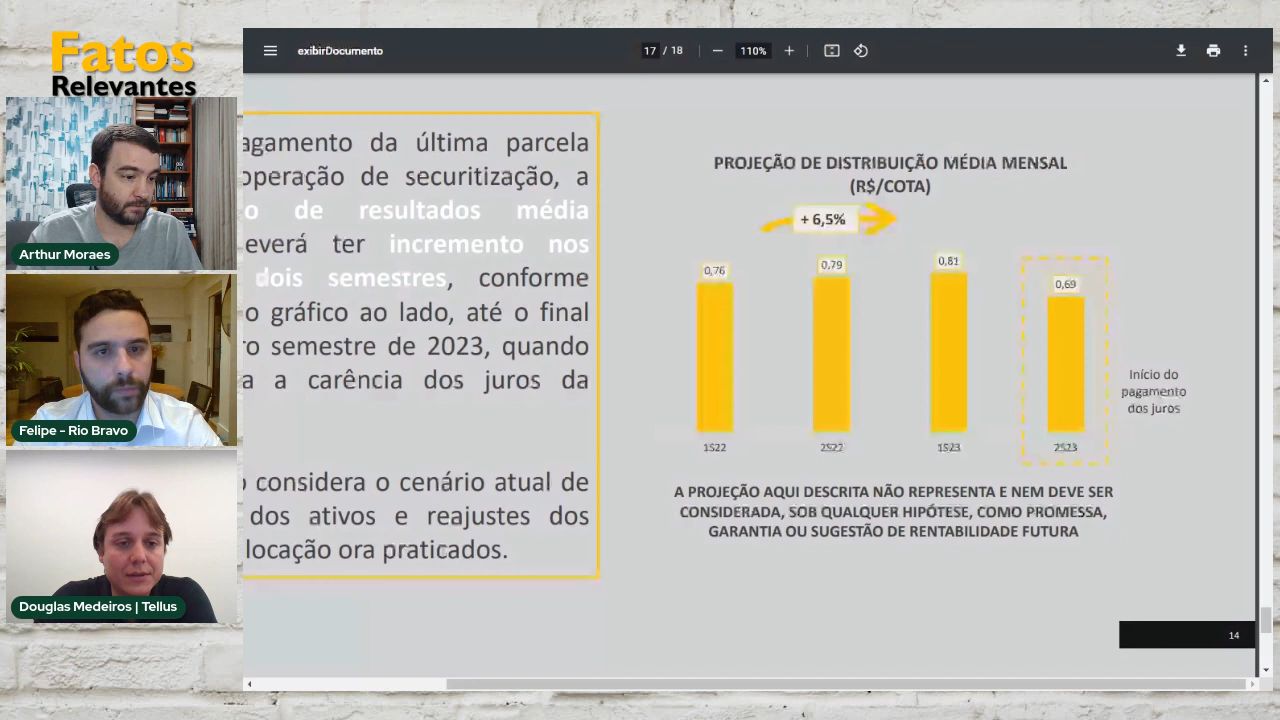 Fatos
Relevantes
exibirDocumento
17 / 18
110%
Arthur Moraes
Felipe - Rio Bravo
Douglas Medeiros | Tellus
agamento da última parcela
operação de securitização, a
o de resultados média
everá ter incremento nos
dois semestres, conforme
o gráfico ao lado, até o final
ro semestre de 2023, quando
a a carência dos juros da
o considera o cenário atual de
dos ativos e reajustes dos
locação ora praticados.
PROJEÇÃO DE DISTRIBUIÇÃO MÉDIA MENSAL
(R$/COTA)
+ 6,5%
0,76
0,79
0,81
0,69
1S22
2S22
1S23
2S23
Início do
pagamento
dos juros
A PROJEÇÃO AQUI DESCRITA NÃO REPRESENTA E NEM DEVE SER
CONSIDERADA, SOB QUALQUER HIPÓTESE, COMO PROMESSA,
GARANTIA OU SUGESTÃO DE RENTABILIDADE FUTURA
14